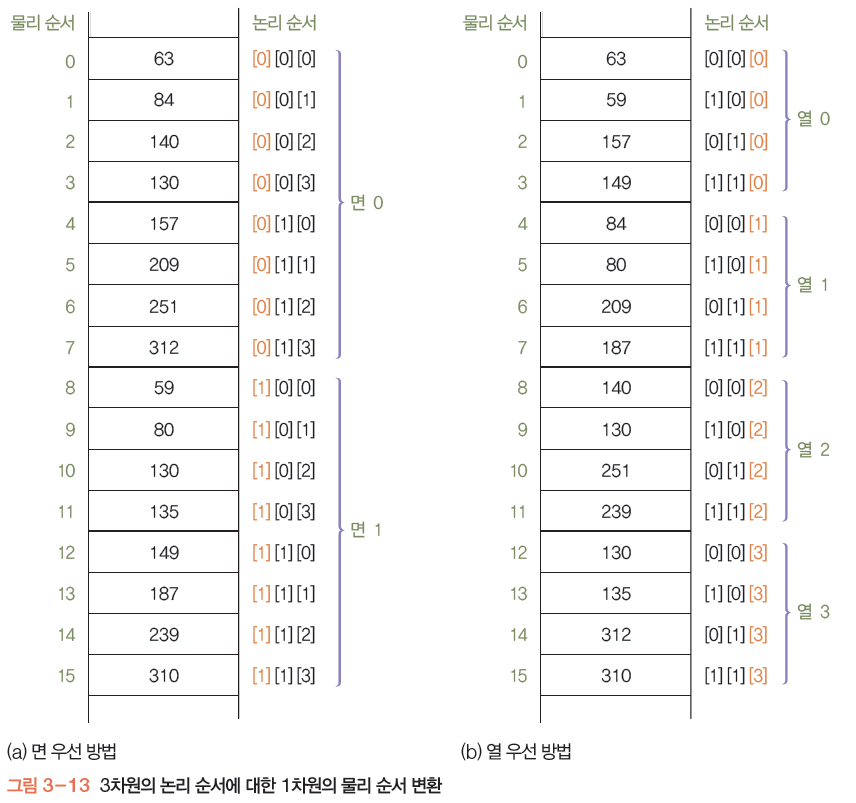 물리 순서 논리 순서
0 63 [0][0][0]
1 84 [0][0][1]
2 140 [0][0][2]
3 130 [0][0][3]
면 0
4 157 [0][1][0]
5 209 [0][1][1]
6 251 [0][1][2]
7 312 [0][1][3]
8 59 [1][0][0]
9 80 [1][0][1]
10 130 [1][0][2]
11 135 [1][0][3]
면 1
12 149 [1][1][0]
13 187 [1][1][1]
14 239 [1][1][2]
15 310 [1][1][3]
(a) 면 우선 방법
물리 순서 논리 순서
0 63 [0][0][0]
1 59 [1][0][0]
열 0
2 157 [0][1][0]
3 149 [1][1][0]
4 84 [0][0][1]
5 80 [1][0][1]
열 1
6 209 [0][1][1]
7 187 [1][1][1]
8 140 [0][0][2]
9 130 [1][0][2]
열 2
10 251 [0][1][2]
11 239 [1][1][2]
12 130 [0][0][3]
13 135 [1][0][3]
열 3
14 312 [0][1][3]
15 310 [1][1][3]
(b) 열 우선 방법
그림 3-13 3차원의 논리 순서에 대한 1차원의 물리 순서 변환